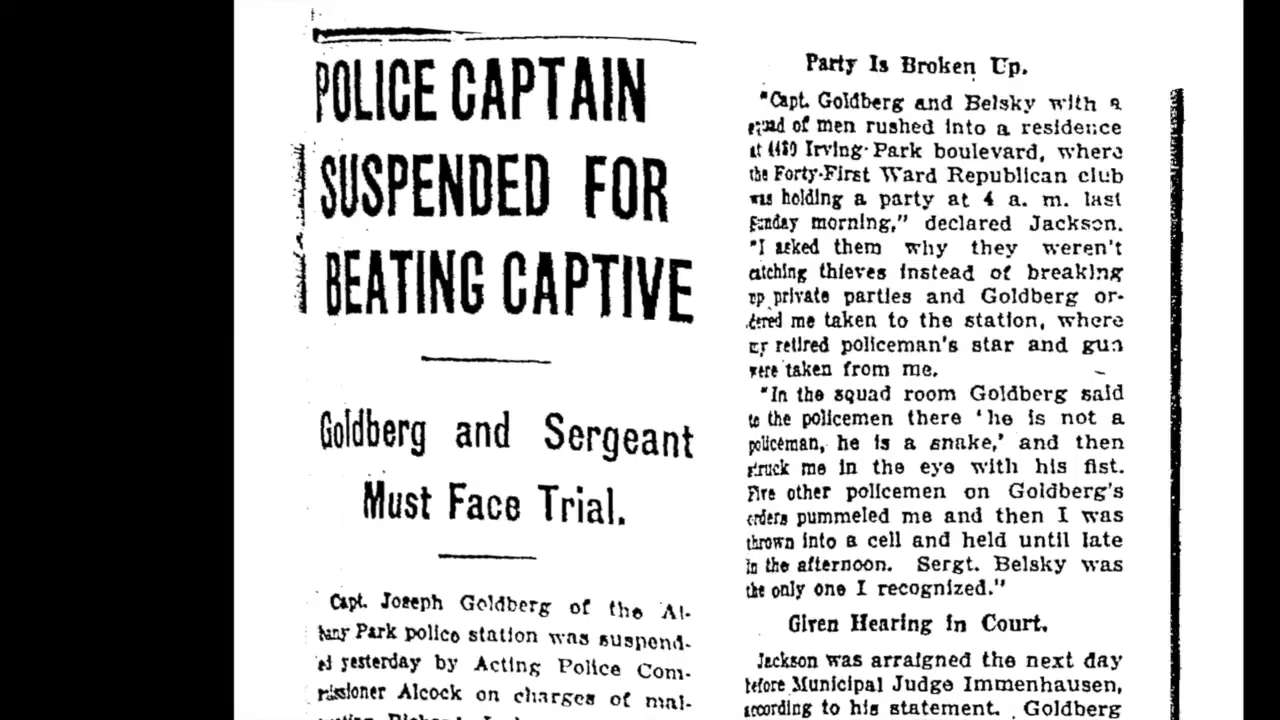 POLICE CAPTAIN
SUSPENDED FOR
BEATING CAPTIVE
Goldberg and Sergeant
Must Face Trial.
Capt. Joseph Goldberg of the Al-
bany Park police station was suspend-
ed yesterday by Acting Police Com-
missioner Alcock on charges of mal-
Party Is Broken Up.
"Capt. Goldberg and Belsky with a
squad of men rushed into a residence
at Irving Park boulevard, where
the Forty-First Ward Republican club
was holding a party at 4 a. m. last
Sunday morning," declared Jackson.
"I asked them why they weren't
catching thieves instead of breaking
up private parties and Goldberg or-
dered me taken to the station, where
my retired policeman's star and gun
were taken from me.
"In the squad room Goldberg said
to the policemen there 'he is not a
policeman, he is a snake,' and then
struck me in the eye with his fist.
Five other policemen on Goldberg's
orders pummeled me and then I was
thrown into a cell and held until late
in the afternoon. Sergt. Belsky was
the only one I recognized."
Given Hearing in Court.
Jackson was arraigned the next day
before Municipal Judge Immenhausen,
according to his statement. Goldberg